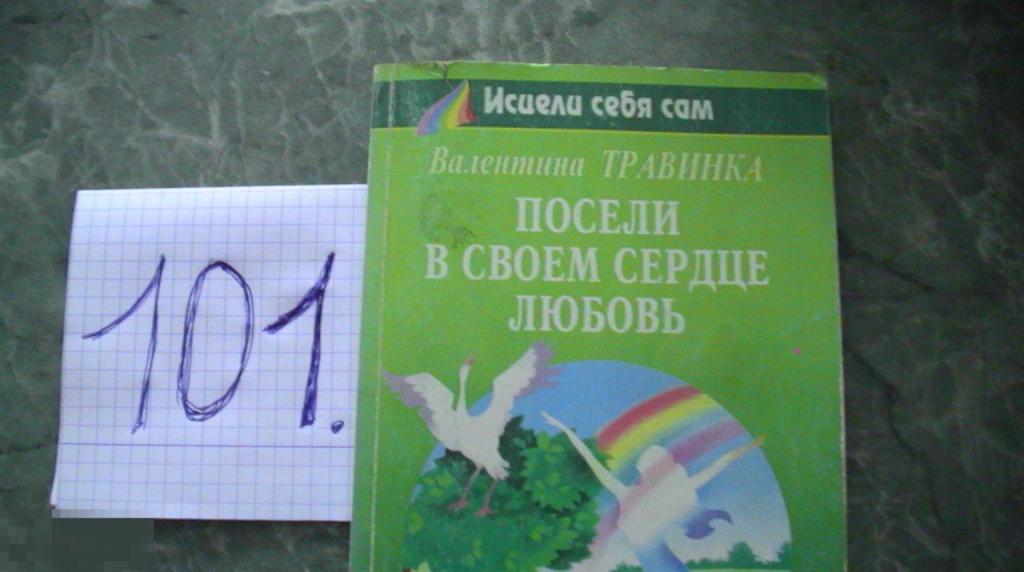 101.
Исцели себя сам
Валентина ТРАВИНКА
ПОСЕЛИ
В СВОЕМ СЕРДЦЕ
ЛЮБОВЬ